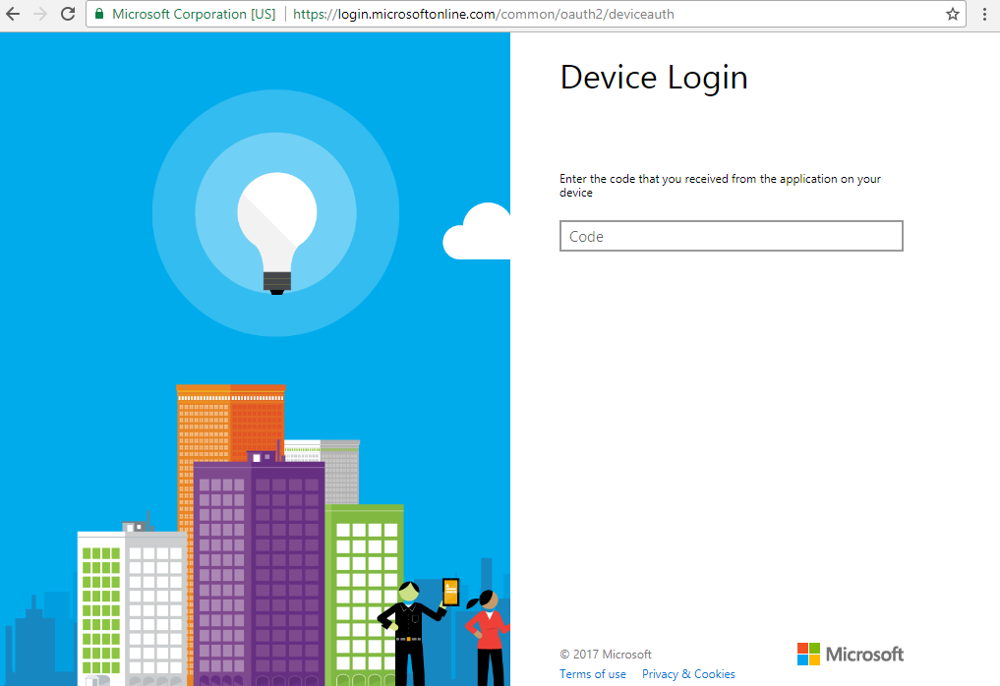 Microsoft Corporation [US] | https://login.microsoftonline.com/common/oauth2/deviceauth
Device Login
Enter the code that you received from the application on your
device
Code
© 2017 Microsoft
Microsoft
Terms of use Privacy & Cookies